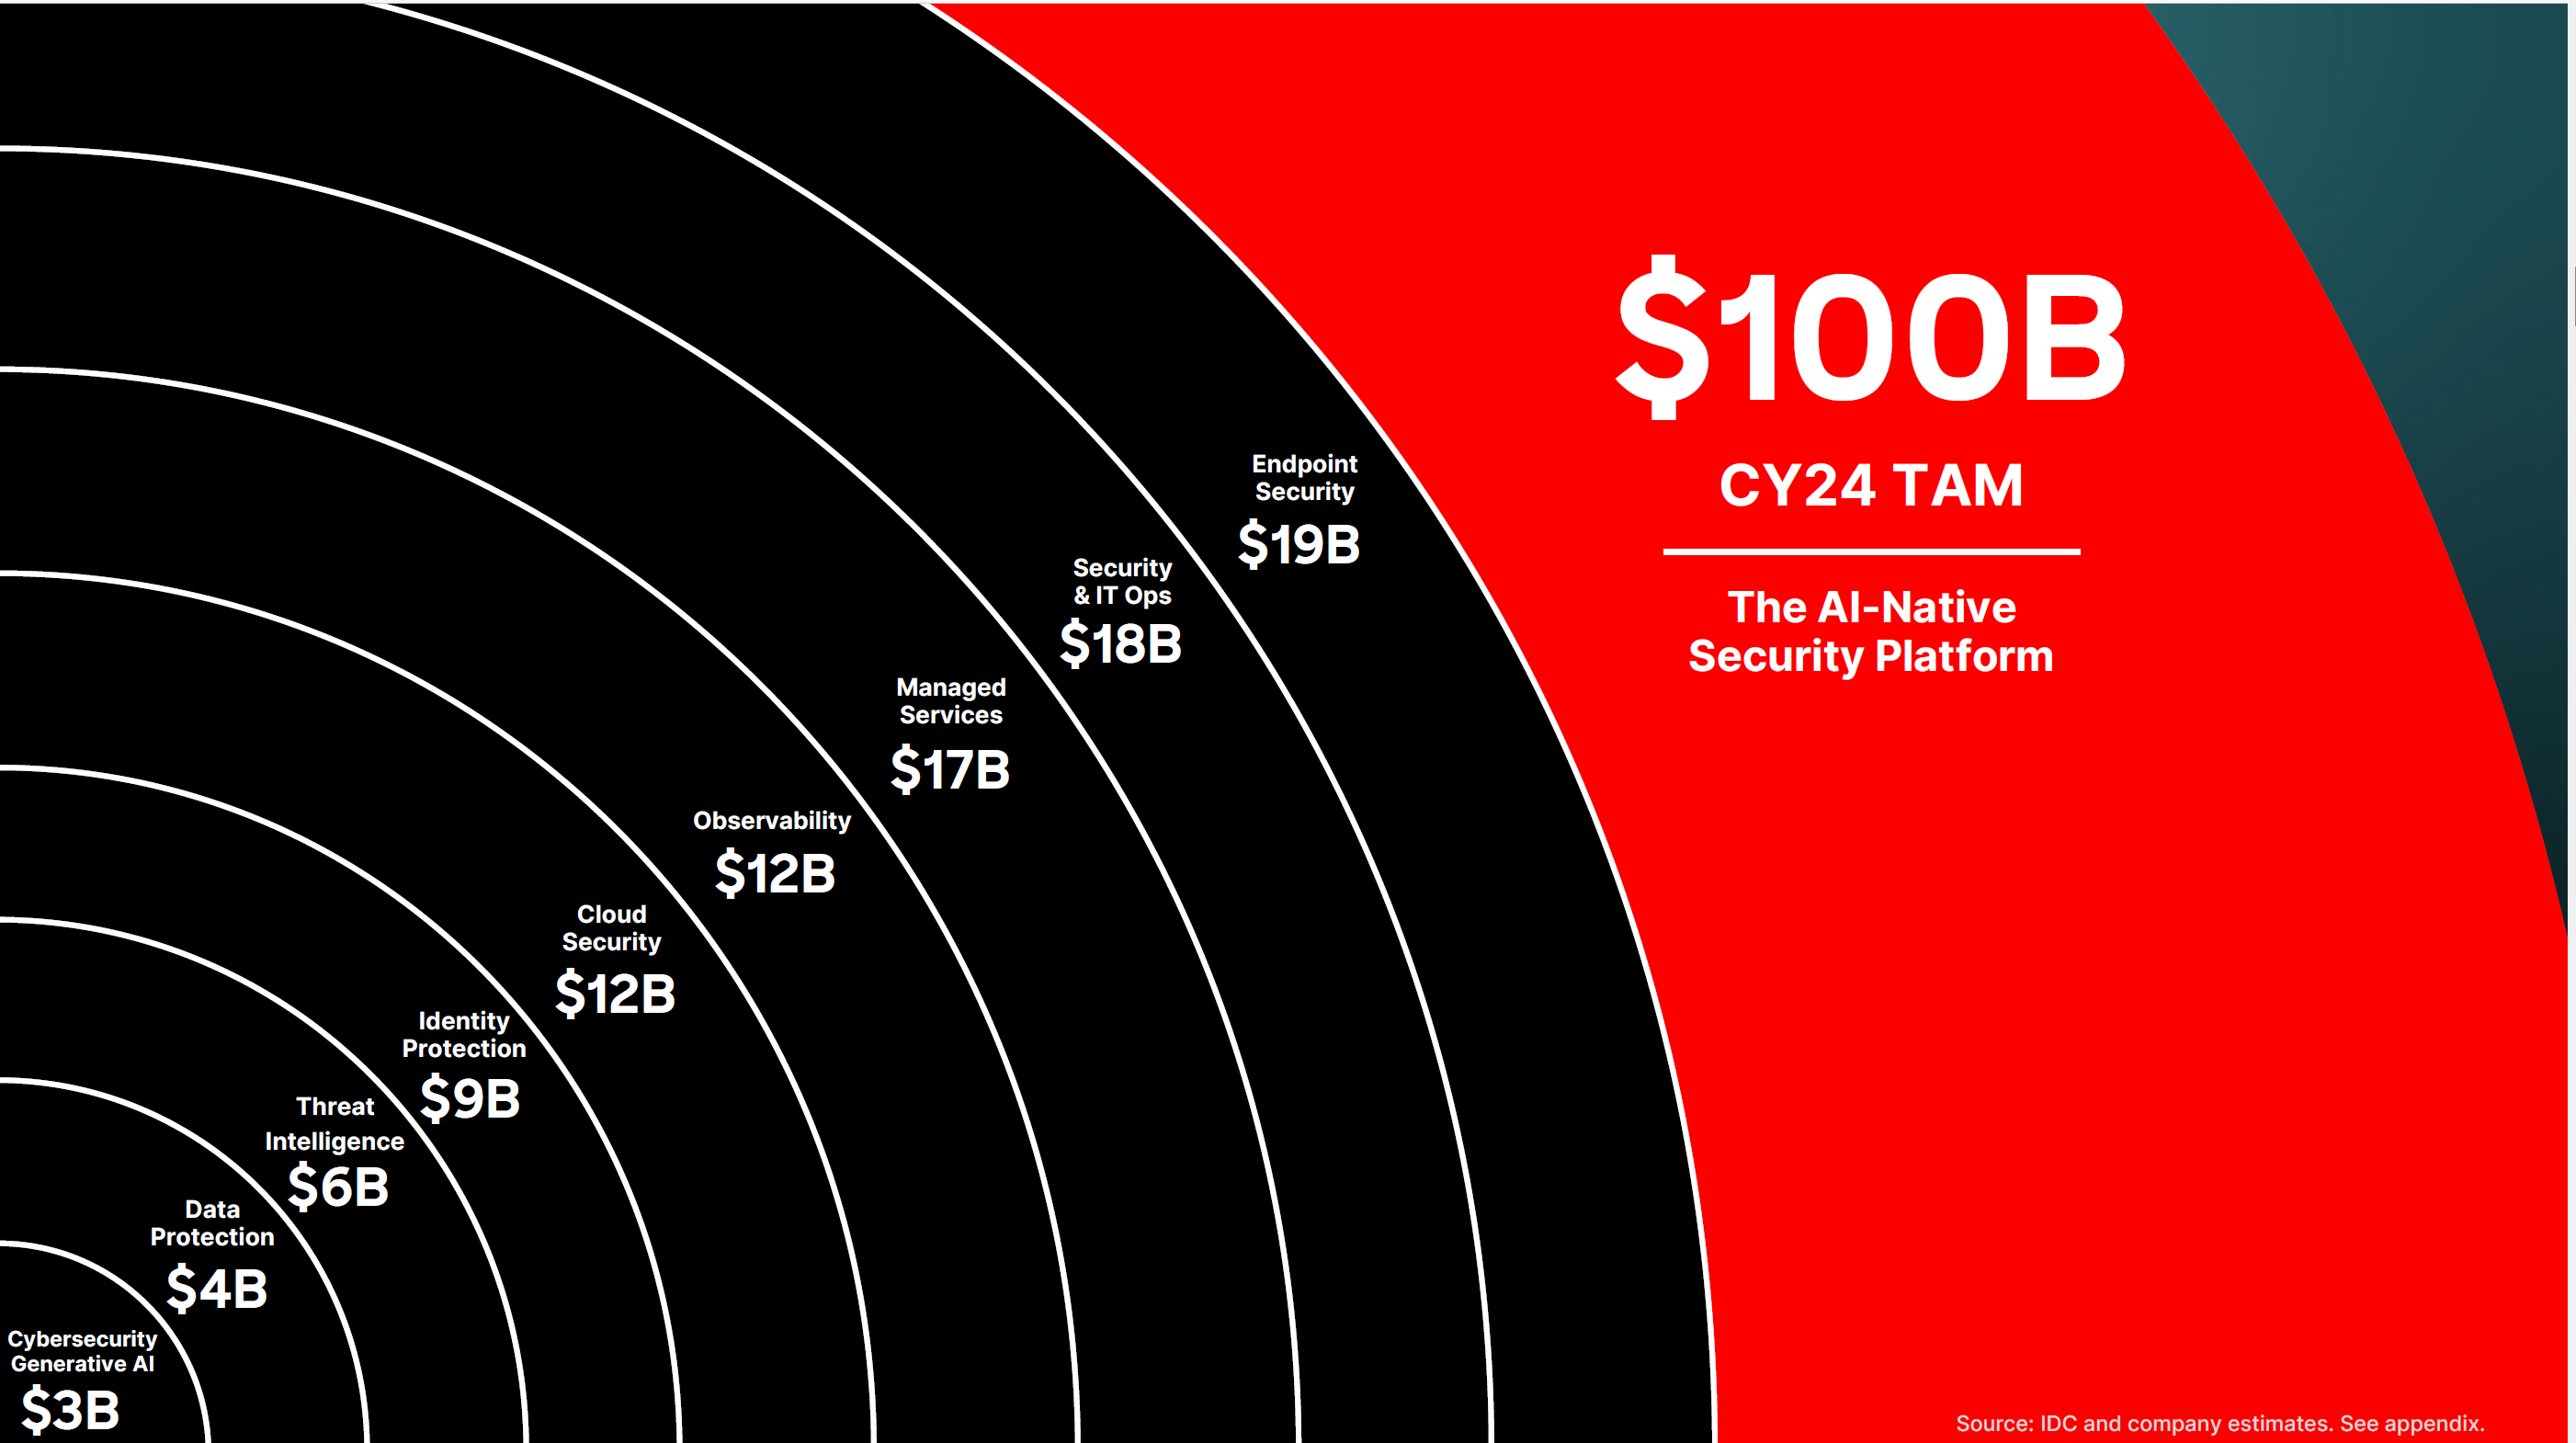 $100B
CY24 TAM
The AI-Native
Security Platform
Endpoint
Security
$19B
Security
& IT Ops
$18B
Managed
Services
$17B
Observability
$12B
Cloud
Security
$12B
Identity
Protection
$9B
Threat
Intelligence
$6B
Data
Protection
$4B
Cybersecurity
Generative AI
$3B
Source: IDC and company estimates. See appendix.